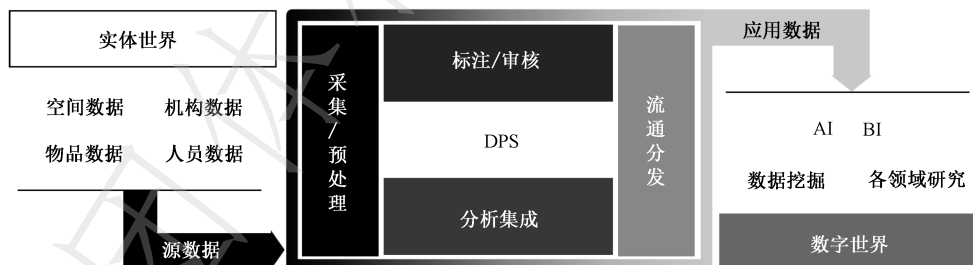 实体世界
空间数据 机构数据
物品数据 人员数据
源数据
采集/预处理
标注/审核
DPS
分析集成
流通分发
应用数据
AI BI
数据挖掘 各领域研究
数字世界